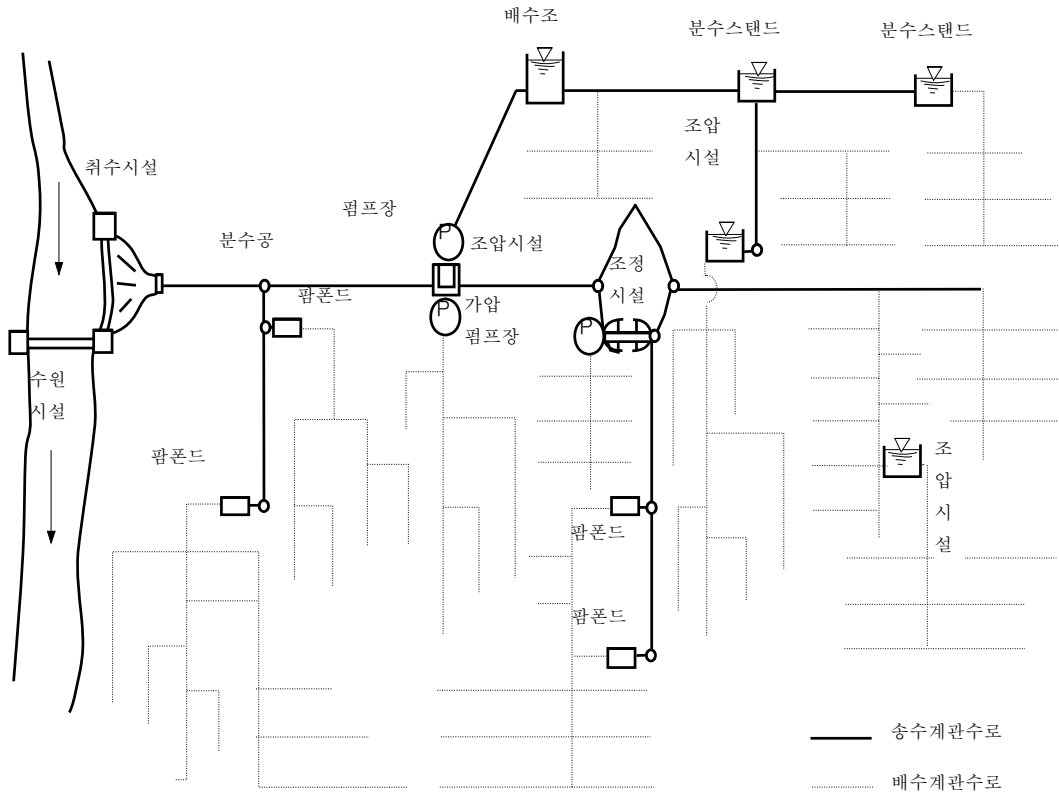 배수조
분수스탠드
분수스탠드
조압
시설
취수시설
펌프장
분수공
P
조압시설
조정
시설
팜폰드
가압
펌프장
P
P
수원
시설
팜폰드
조
압
시
설
팜폰드
팜폰드
송수계관수로
배수계관수로